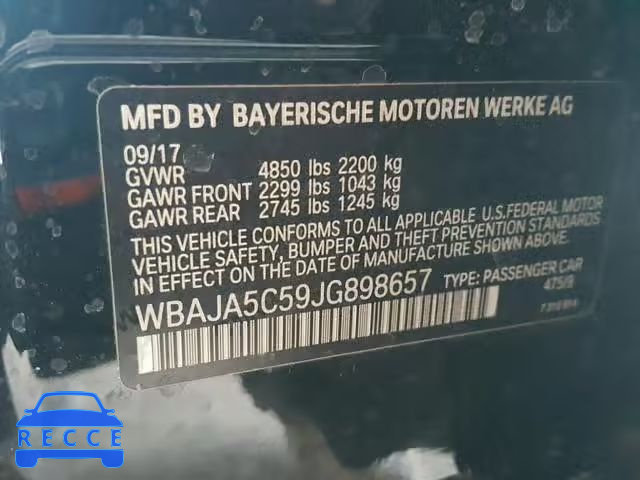 MFD BY BAYERISCHE MOTOREN WERKE AG
09/17
GVWR 4850 lbs 2200 kg
GAWR FRONT 2299 lbs 1043 kg
GAWR REAR 2745 lbs 1245 kg
THIS VEHICLE CONFORMS TO ALL APPLICABLE U.S.FEDERAL MOTOR
VEHICLE SAFETY, BUMPER AND THEFT PREVENTION STANDARDS
IN EFFECT ON THE DATE OF MANUFACTURE SHOWN ABOVE.
WBAJA5C59JG898657 TYPE: PASSENGER CAR
475/9
RECCE